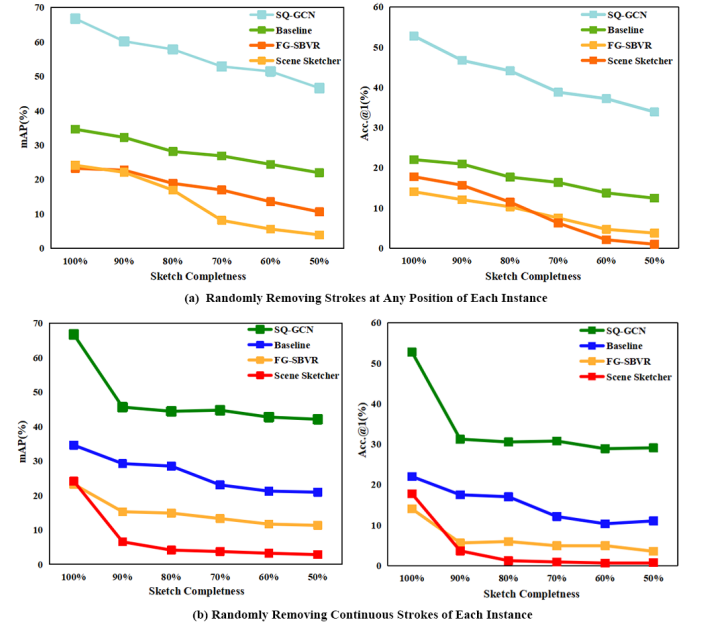 70
60
50
40
30
20
10
0
mAP(%)
SQ-GCN
Baseline
FG-SBVR
Scene Sketcher
100% 90% 80% 70% 60% 50%
Sketch Completness
60
50
40
30
20
10
0
Acc.@1(%)
SQ-GCN
Baseline
FG-SBVR
Scene Sketcher
100% 90% 80% 70% 60% 50%
Sketch Completness
(a) Randomly Removing Strokes at Any Position of Each Instance
70
60
50
40
30
20
10
0
mAP(%)
SQ-GCN
Baseline
FG-SBVR
Scene Sketcher
100% 90% 80% 70% 60% 50%
Sketch Completness
60
50
40
30
20
10
0
Acc.@1(%)
SQ-GCN
Baseline
FG-SBVR
Scene Sketcher
100% 90% 80% 70% 60% 50%
Sketch Completness
(b) Randomly Removing Continuous Strokes of Each Instance